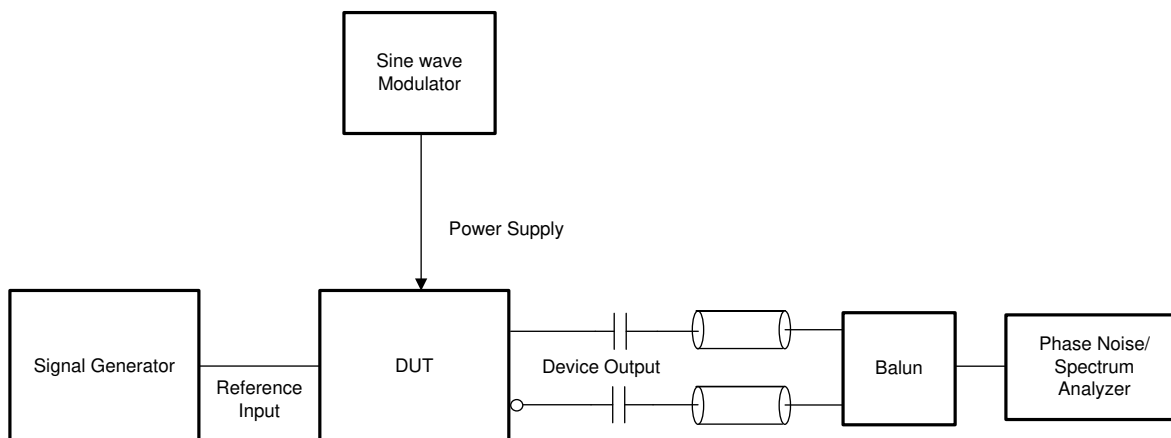 Sine wave
Modulator
Power Supply
Signal Generator
Reference
Input
DUT
Device Output
Balun
Phase Noise/
Spectrum
Analyzer